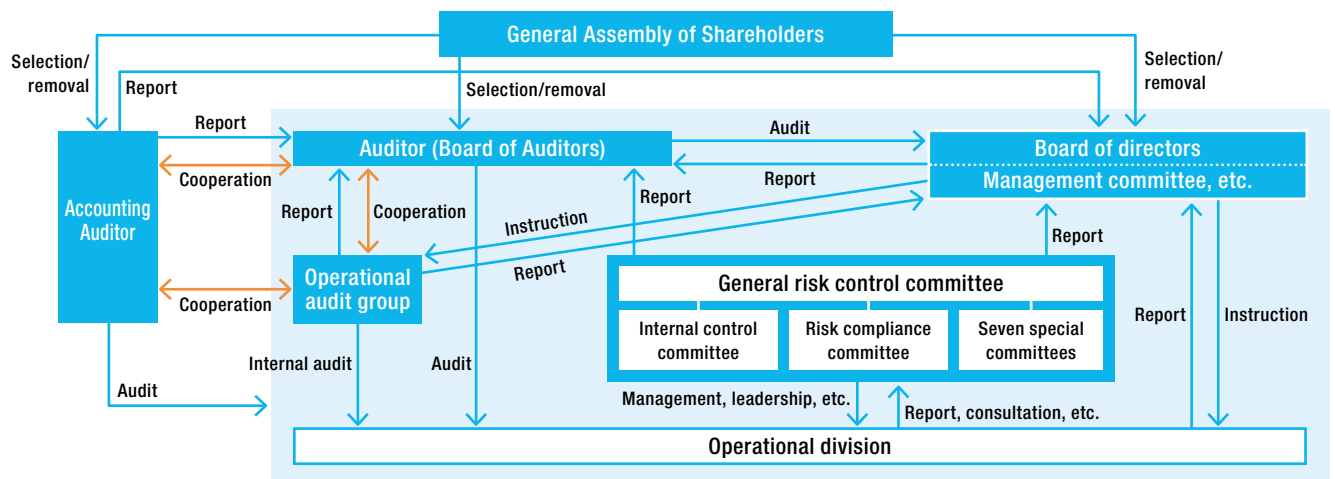 General Assembly of Shareholders
Selection/
removal
Report
Selection/removal
Selection/
removal
Report
Auditor (Board of Auditors)
Audit
Board of directors
Cooperation
Report
Management committee, etc.
Accounting
Auditor
Report
Cooperation
Instruction
Report
Report
Report
Operational
audit group
General risk control committee
Cooperation
Internal control
committee
Risk compliance
committee
Seven special
committees
Report
Instruction
Internal audit
Audit
Audit
Management, leadership, etc.
Report, consultation, etc.
Operational division